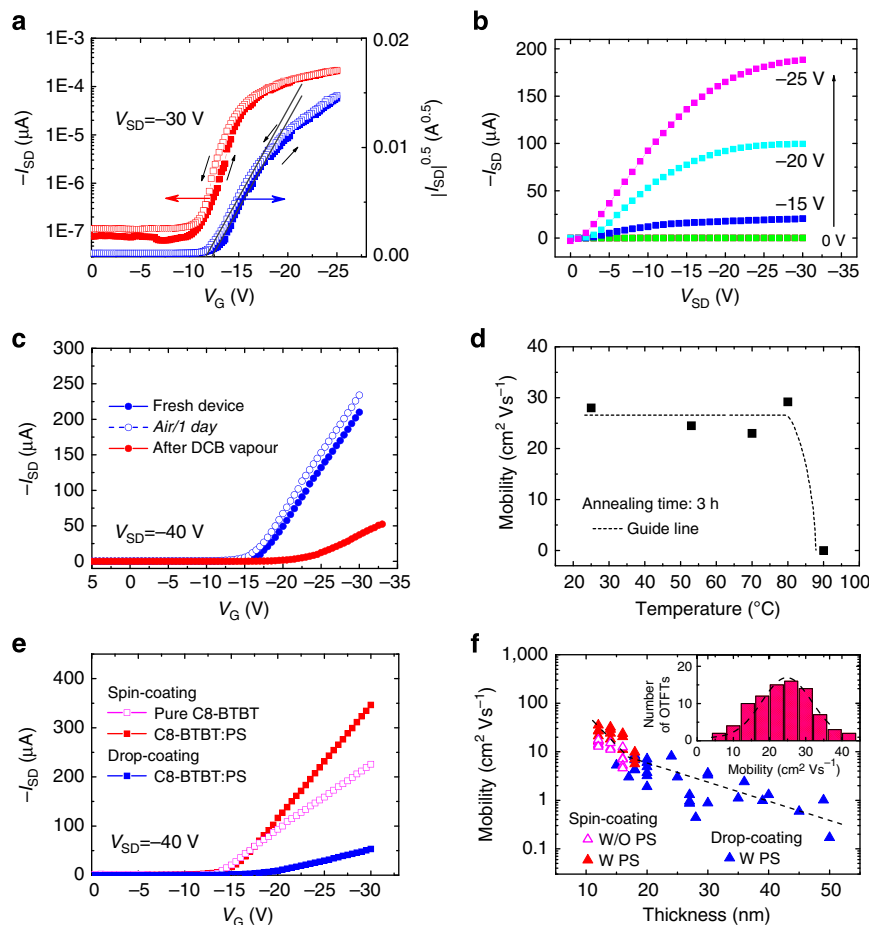 a
1E-3
1E-4
1E-5
1E-6
1E-7
−I_SD (µA)
V_SD=−30 V
0.02
0.01
0.00
|I_SD|^0.5 (A^0.5)
0 −5 −10 −15 −20 −25
V_G (V)
b
200
150
100
50
0
−I_SD (µA)
−25 V
−20 V
−15 V
0 V
0 −5 −10 −15 −20 −25 −30 −35
V_SD (V)
c
300
250
200
150
100
50
0
−I_SD (µA)
Fresh device
Air/1 day
After DCB vapour
V_SD=−40 V
5 0 −5 −10 −15 −20 −25 −30 −35
V_G (V)
d
40
30
20
10
0
Mobility (cm² Vs⁻¹)
Annealing time: 3 h
Guide line
20 30 40 50 60 70 80 90 100
Temperature (°C)
e
400
300
200
100
0
−I_SD (µA)
Spin-coating
Pure C8-BTBT
C8-BTBT:PS
Drop-coating
C8-BTBT:PS
V_SD=−40 V
0 −5 −10 −15 −20 −25 −30
V_G (V)
f
1,000
100
10
1
0.1
Mobility (cm² Vs⁻¹)
20
10
0
Number
of OTFTs
0 10 20 30 40
Mobility (cm² Vs⁻¹)
Spin-coating
W/O PS
W PS
Drop-coating
W PS
10 20 30 40 50
Thickness (nm)